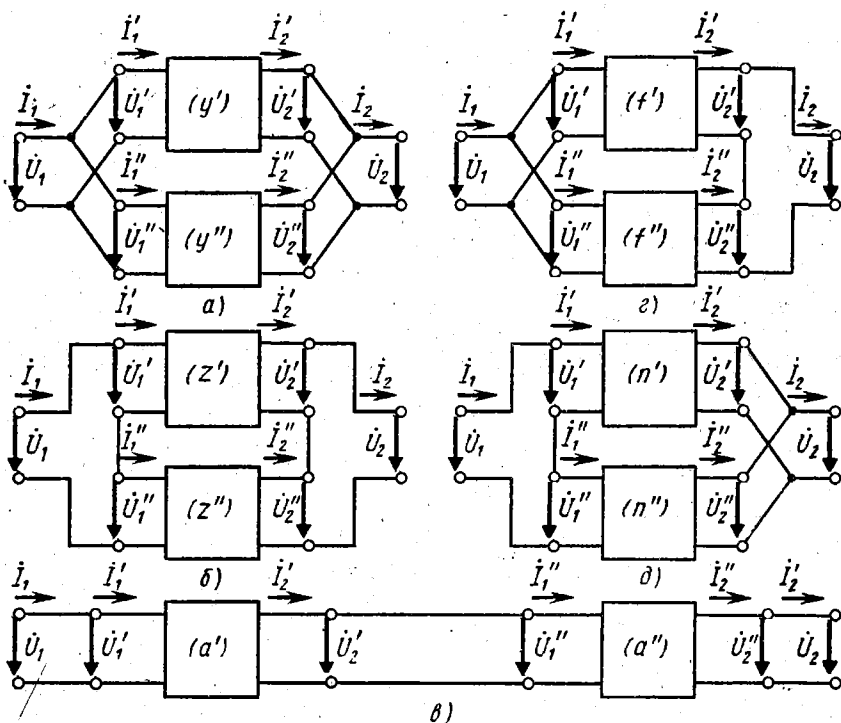 İ₁' İ₂' İ₁' İ₂'
İ₁ U̇₁' (y') U̇₂' İ₂ İ₁ U̇₁' (f') U̇₂' İ₂
U̇₁ İ₁'' İ₂'' U̇₂ U̇₁ İ₁'' İ₂'' U̇₂
U̇₁'' (y'') U̇₂'' U̇₁'' (f'') U̇₂''
а) г)
İ₁' İ₂' İ₁' İ₂'
İ₁ U̇₁' (z') U̇₂' İ₂ İ₁ U̇₁' (n') U̇₂' İ₂
U̇₁ İ₁'' İ₂'' U̇₂ U̇₁ İ₁'' İ₂'' U̇₂
U̇₁'' (z'') U̇₂'' U̇₁'' (n'') U̇₂''
б) д)
İ₁ İ₁' İ₂' İ₁'' İ₂'' İ₂'
U̇₁ U̇₁' (a') U̇₂' U̇₁'' (a'') U̇₂'' U̇₂
в)